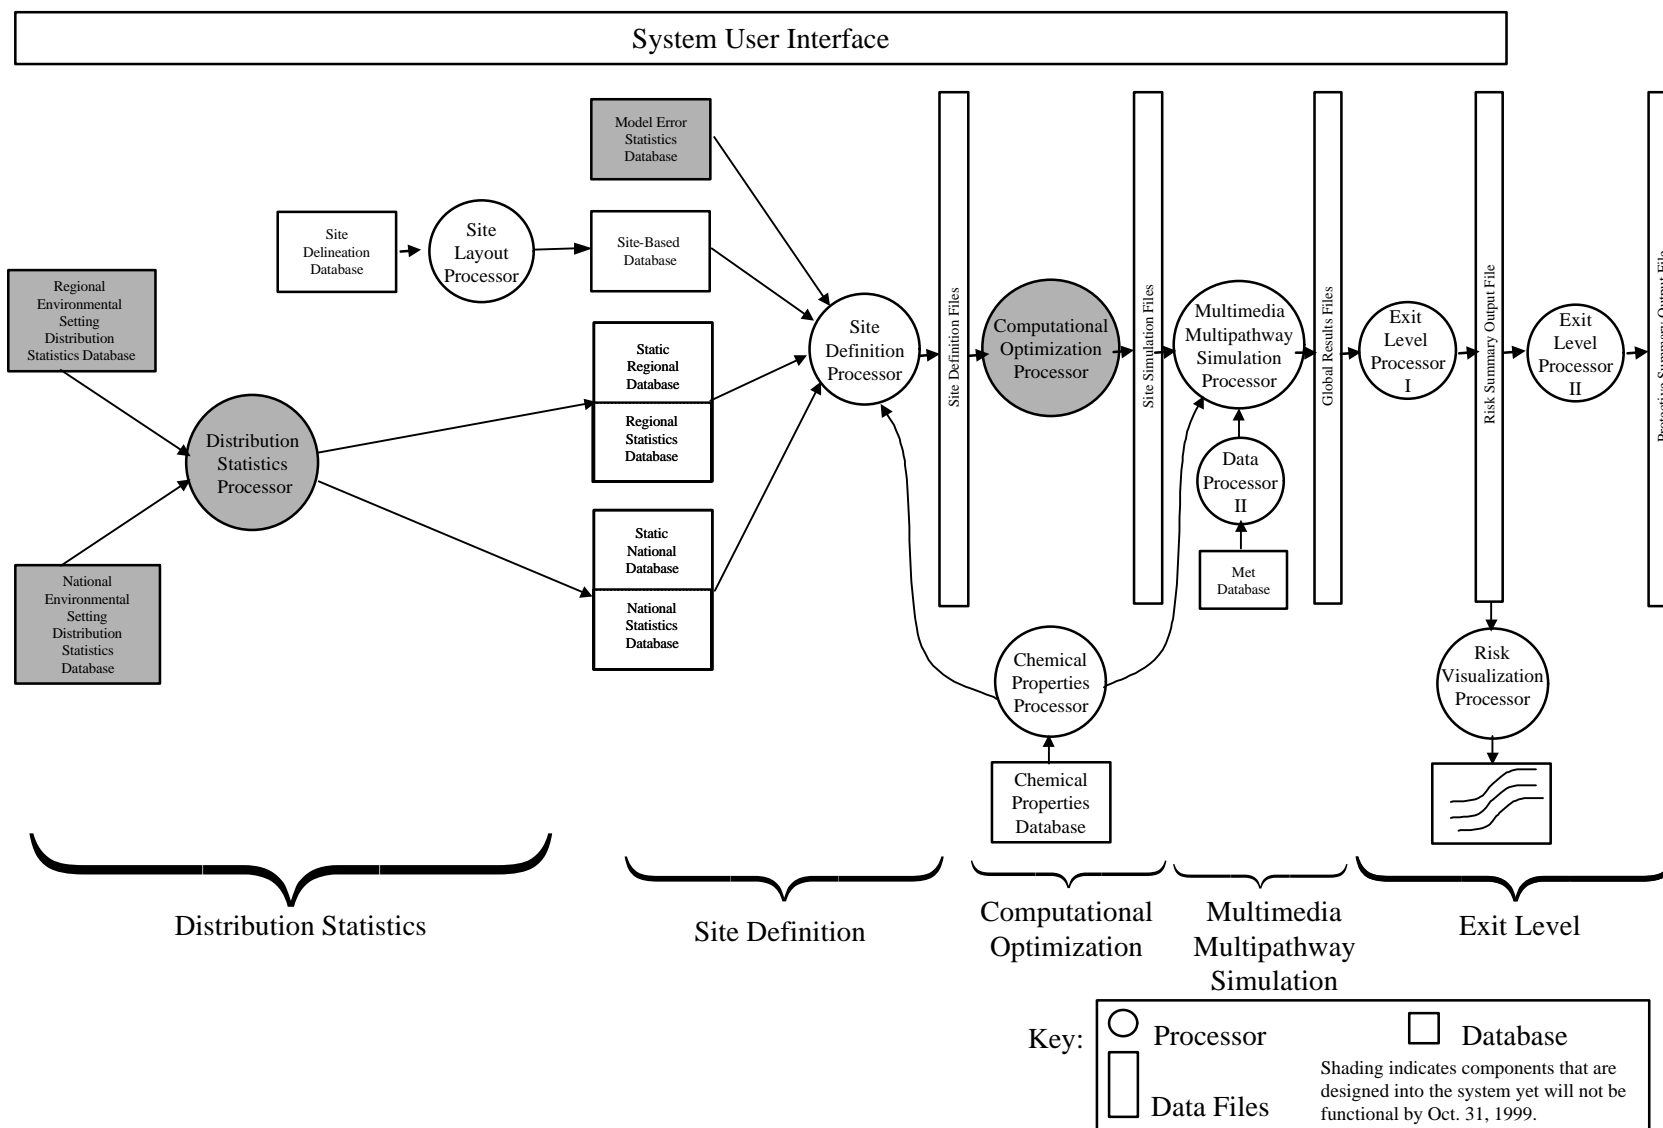 System User Interface
Model Error
Statistics
Database
Site
Delineation
Database
Site
Layout
Processor
Site-Based
Database
Regional
Environmental
Setting
Distribution
Statistics Database
Static
Regional
Database
Regional
Statistics
Database
Distribution
Statistics
Processor
Static
National
Database
National
Statistics
Database
National
Environmental
Setting
Distribution
Statistics
Database
Site
Definition
Processor
Site Definition Files
Computational
Optimization
Processor
Site Simulation Files
Multimedia
Multipathway
Simulation
Processor
Data
Processor
II
Met
Database
Global Results Files
Exit
Level
Processor
I
Risk Summary Output File
Exit
Level
Processor
II
Protective Summary Output File
Chemical
Properties
Processor
Chemical
Properties
Database
Risk
Visualization
Processor
Distribution Statistics
Site Definition
Computational
Optimization
Multimedia
Multipathway
Simulation
Exit Level
Key:
Processor
Database
Data Files
Shading indicates components that are
designed into the system yet will not be
functional by Oct. 31, 1999.